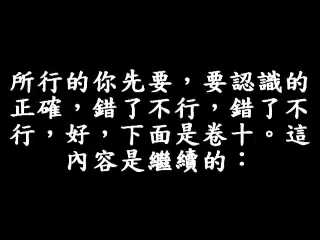 所行的你先要，要認識的
正確，錯了不行，錯了不
行，好，下面是卷十。這
內容是繼續的：